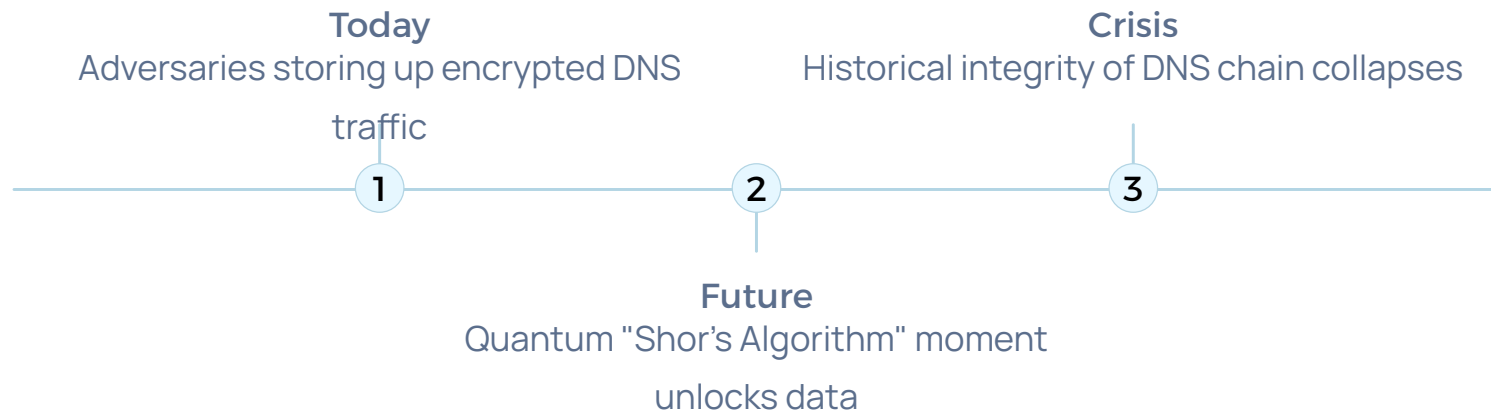 Today
Adversaries storing up encrypted DNS
traffic
1
Future
Quantum "Shor's Algorithm" moment
unlocks data
2
Crisis
Historical integrity of DNS chain collapses
3